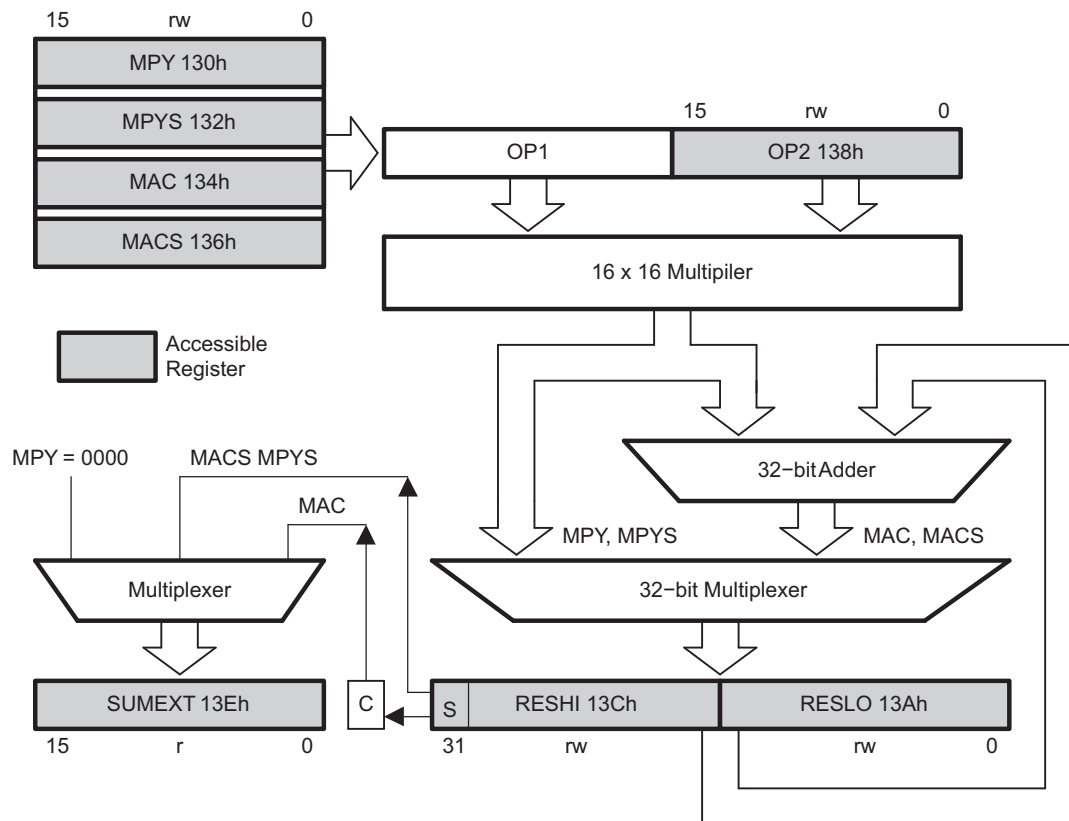 15 rw 0
MPY 130h
MPYS 132h
MAC 134h
MACS 136h
15 rw 0
OP1
OP2 138h
16 x 16 Multipiler
Accessible
Register
MPY = 0000
MACS MPYS
MAC
32-bit Adder
MPY, MPYS
MAC, MACS
Multiplexer
32-bit Multiplexer
SUMEXT 13Eh
C
S
RESHI 13Ch
RESLO 13Ah
15 r 0
31 rw
rw 0